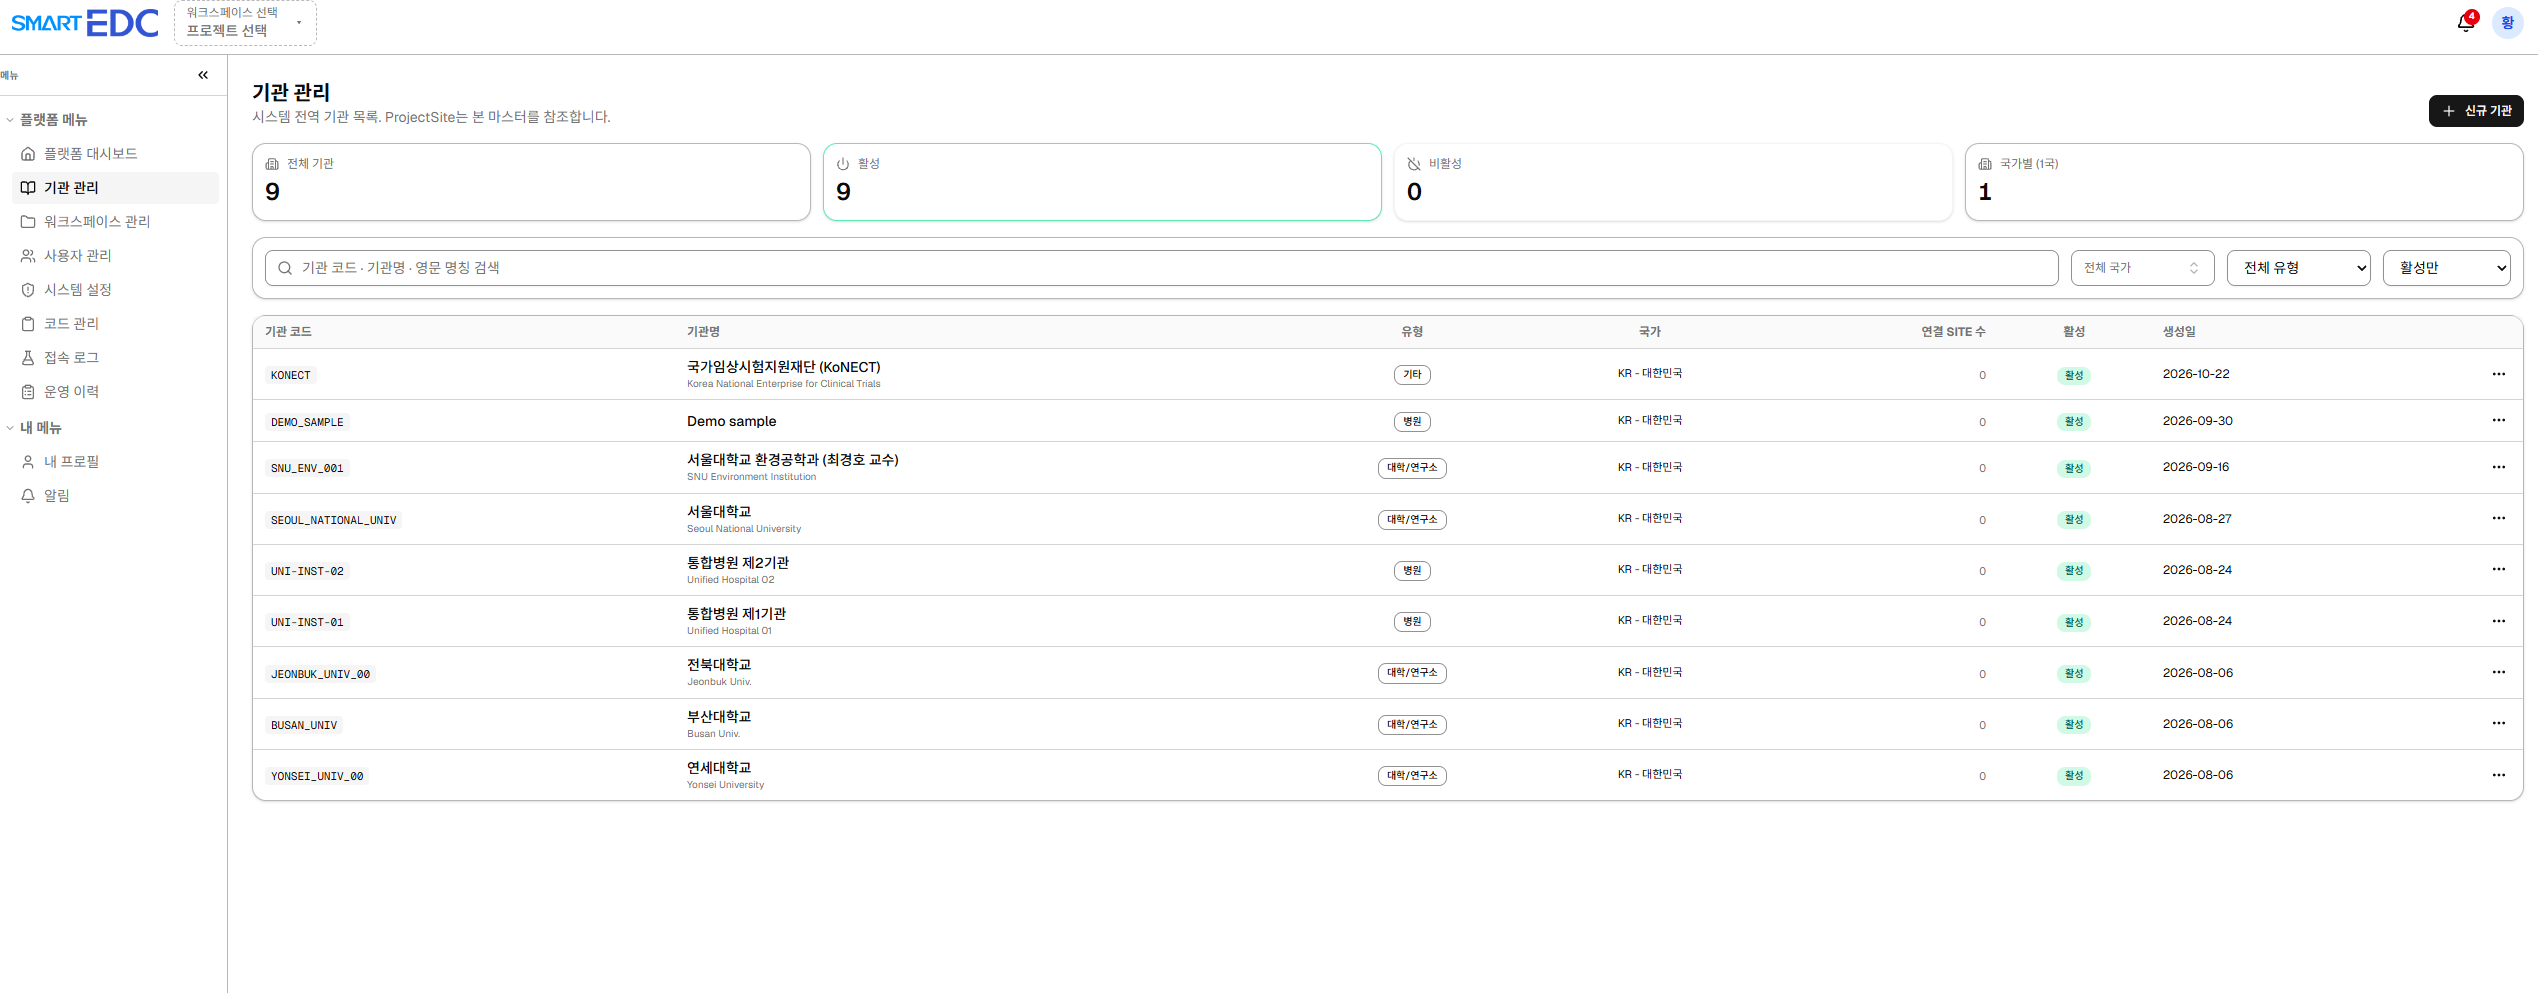 SMART EDC
워크스페이스 선택
프로젝트 선택
4
황
메뉴
플랫폼 메뉴
플랫폼 대시보드
기관 관리
워크스페이스 관리
사용자 관리
시스템 설정
코드 관리
접속 로그
운영 이력
내 메뉴
내 프로필
알림
기관 관리
시스템 전역 기관 목록. ProjectSite는 본 마스터를 참조합니다.
+ 신규 기관
전체 기관
9
활성
9
비활성
0
국가별 (1국)
1
기관 코드 · 기관명 · 영문 명칭 검색
전체 국가
전체 유형
활성만
기관 코드 기관명 유형 국가 연결 SITE 수 활성 생성일
KONECT 국가임상시험지원재단 (KoNECT) 기타 KR - 대한민국 0 활성 2026-10-22
Korea National Enterprise for Clinical Trials
DEMO_SAMPLE Demo sample 병원 KR - 대한민국 0 활성 2026-09-30
SNU_ENV_001 서울대학교 환경공학과 (최경호 교수) 대학/연구소 KR - 대한민국 0 활성 2026-09-16
SNU Environment Institution
SEOUL_NATIONAL_UNIV 서울대학교 대학/연구소 KR - 대한민국 0 활성 2026-08-27
Seoul National University
UNI-INST-02 통합병원 제2기관 병원 KR - 대한민국 0 활성 2026-08-24
Unified Hospital 02
UNI-INST-01 통합병원 제1기관 병원 KR - 대한민국 0 활성 2026-08-24
Unified Hospital 01
JEONBUK_UNIV_00 전북대학교 대학/연구소 KR - 대한민국 0 활성 2026-08-06
Jeonbuk Univ.
BUSAN_UNIV 부산대학교 대학/연구소 KR - 대한민국 0 활성 2026-08-06
Busan Univ.
YONSEI_UNIV_00 연세대학교 대학/연구소 KR - 대한민국 0 활성 2026-08-06
Yonsei University